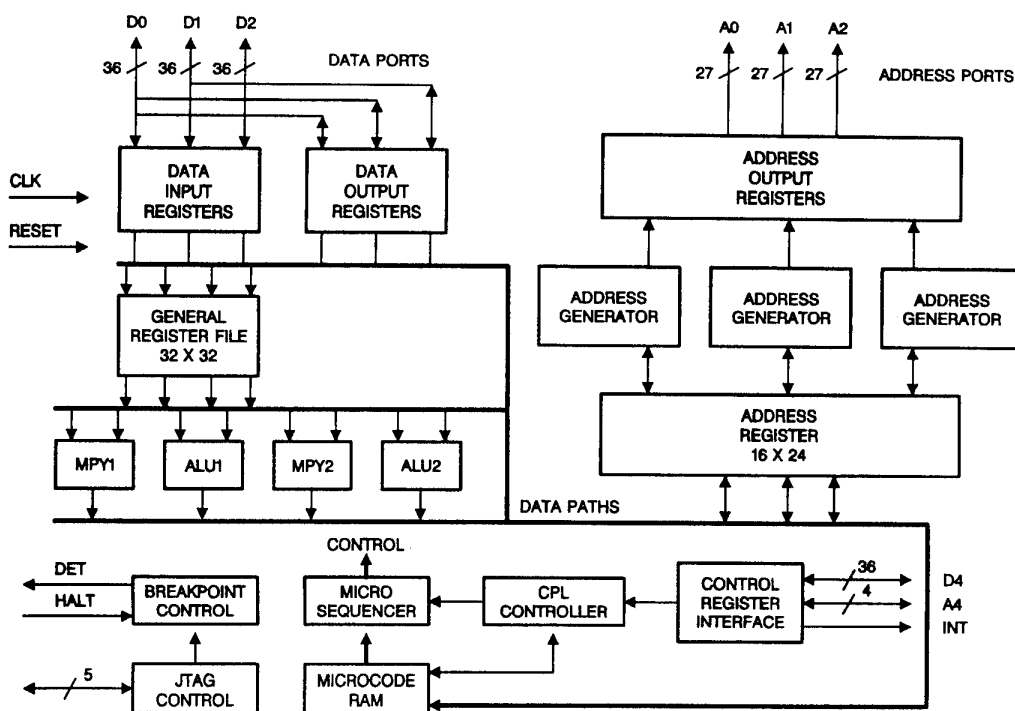 D0 D1 D2
36 36 36
DATA PORTS
A0 A1 A2
27 27 27
ADDRESS PORTS
CLK
RESET
DATA
INPUT
REGISTERS
DATA
OUTPUT
REGISTERS
ADDRESS
OUTPUT
REGISTERS
GENERAL
REGISTER FILE
32 X 32
ADDRESS
GENERATOR
ADDRESS
GENERATOR
ADDRESS
GENERATOR
ADDRESS
REGISTER
16 X 24
MPY1
ALU1
MPY2
ALU2
DATA PATHS
CONTROL
DET
HALT
BREAKPOINT
CONTROL
MICRO
SEQUENCER
CPL
CONTROLLER
CONTROL
REGISTER
INTERFACE
36
D4
4
A4
INT
5
JTAG
CONTROL
MICROCODE
RAM